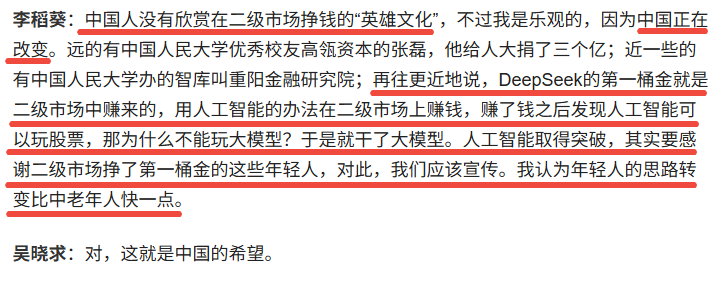 李稻葵：中国人没有欣赏在二级市场挣钱的“英雄文化”，不过我是乐观的，因为中国正在
改变。远的有中国人民大学优秀校友高瓴资本的张磊，他给人大捐了三个亿；近一些的
有中国人民大学办的智库叫重阳金融研究院；再往更近地说，DeepSeek的第一桶金就是
二级市场中赚来的，用人工智能的办法在二级市场上赚钱，赚了钱之后发现人工智能可
以玩股票，那为什么不能玩大模型？于是就干了大模型。人工智能取得突破，其实要感
谢二级市场挣了第一桶金的这些年轻人，对此，我们应该宣传。我认为年轻人的思路转
变比中老年人快一点。
吴晓求：对，这就是中国的希望。